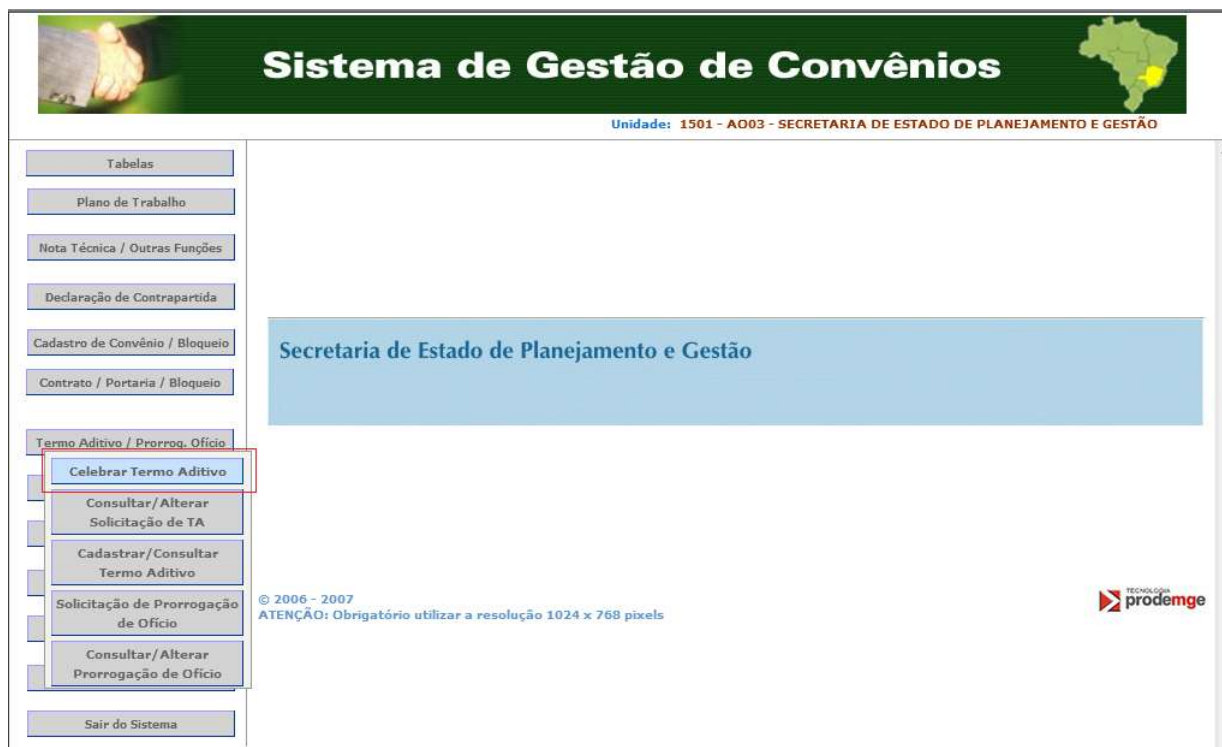 Sistema de Gestão de Convênios
Unidade: 1501 - AO03 - SECRETARIA DE ESTADO DE PLANEJAMENTO E GESTÃO
Tabelas
Plano de Trabalho
Nota Técnica / Outras Funções
Declaração de Contrapartida
Cadastro de Convênio / Bloqueio
Contrato / Portaria / Bloqueio
Termo Aditivo / Prorrog. Ofício
Celebrar Termo Aditivo
Consultar/Alterar
Solicitação de TA
Cadastrar/Consultar
Termo Aditivo
Solicitação de Prorrogação
de Ofício
Consultar/Alterar
Prorrogação de Ofício
Sair do Sistema
Secretaria de Estado de Planejamento e Gestão
© 2006 - 2007
ATENÇÃO: Obrigatório utilizar a resolução 1024 x 768 pixels
TECNOLOGIA
prodemge